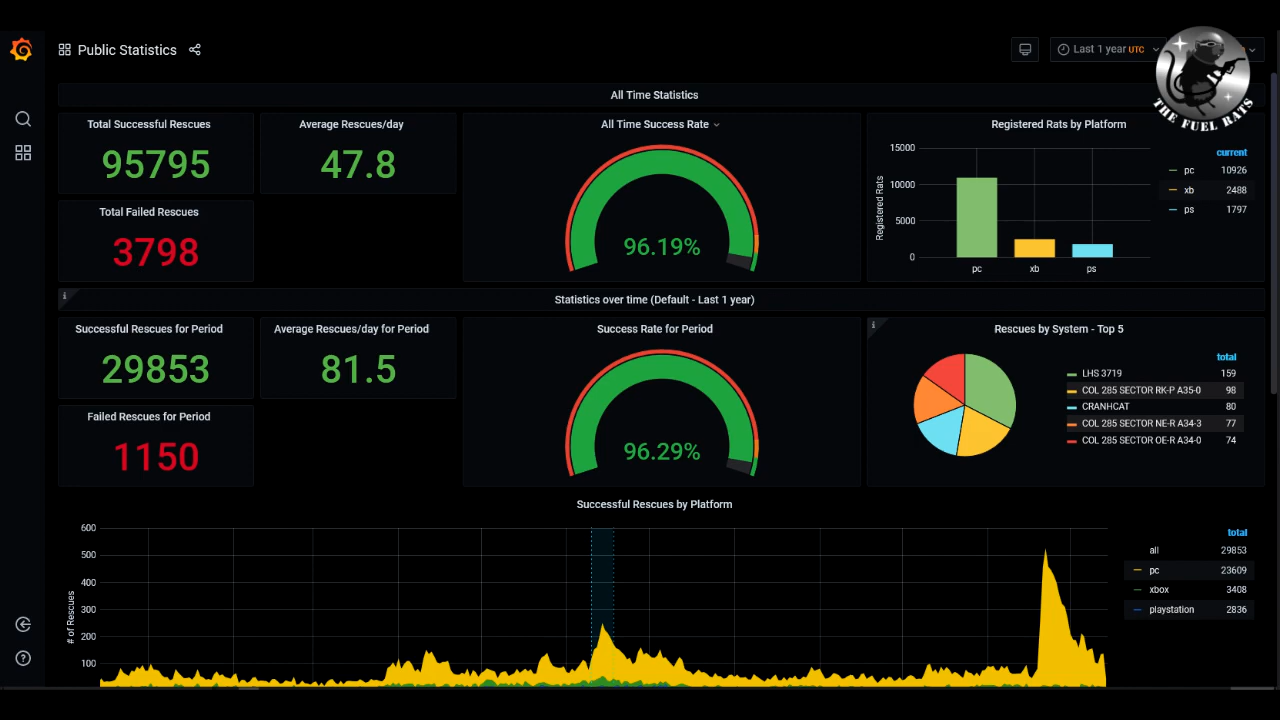 Public Statistics
Last 1 year UTC
THE FUEL RATS
All Time Statistics
Total Successful Rescues
95795
Average Rescues/day
47.8
Total Failed Rescues
3798
All Time Success Rate
96.19%
Registered Rats by Platform
Registered Rats
15000
10000
5000
0
pc
xb
ps
current
pc 10926
xb 2488
ps 1797
Statistics over time (Default - Last 1 year)
Successful Rescues for Period
29853
Average Rescues/day for Period
81.5
Failed Rescues for Period
1150
Success Rate for Period
96.29%
Rescues by System - Top 5
total
LHS 3719 159
COL 285 SECTOR RK-P A35-0 98
CRANHCAT 80
COL 285 SECTOR NE-R A34-3 77
COL 285 SECTOR OE-R A34-0 74
Successful Rescues by Platform
# of Rescues
600
500
400
300
200
100
total
all 29853
pc 23609
xbox 3408
playstation 2836